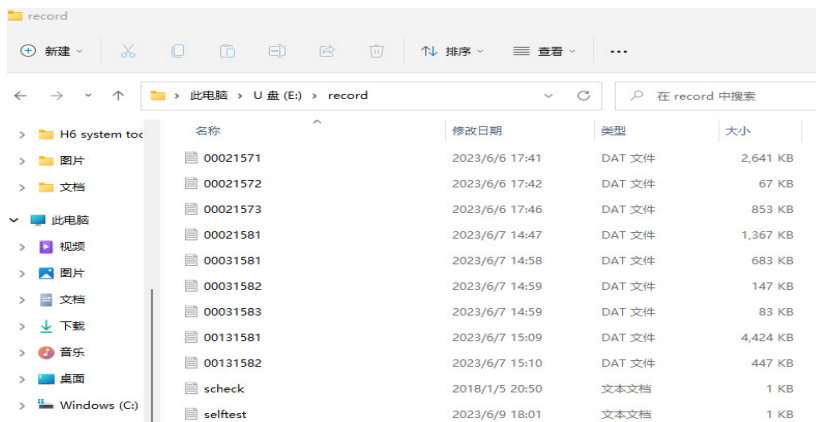 record
新建 排序 查看 ...
此电脑 > U 盘 (E:) > record 在 record 中搜索
H6 system too
图片
文档
此电脑
视频
图片
文档
下载
音乐
桌面
Windows (C:)
名称 修改日期 类型 大小
00021571 2023/6/6 17:41 DAT 文件 2,641 KB
00021572 2023/6/6 17:42 DAT 文件 67 KB
00021573 2023/6/6 17:46 DAT 文件 853 KB
00021581 2023/6/7 14:47 DAT 文件 1,367 KB
00031581 2023/6/7 14:58 DAT 文件 683 KB
00031582 2023/6/7 14:59 DAT 文件 147 KB
00031583 2023/6/7 14:59 DAT 文件 83 KB
00131581 2023/6/7 15:09 DAT 文件 4,424 KB
00131582 2023/6/7 15:10 DAT 文件 447 KB
scheck 2018/1/5 20:50 文本文档 1 KB
selftest 2023/6/9 18:01 文本文档 1 KB